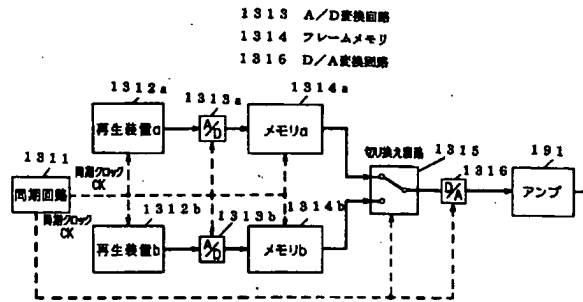 1313 A/D変換回路
1314 フレームメモリ
1316 D/A変換回路
1312a
1313a
1314a
再生装置a
A/D
メモリa
切り換え回路
1315
1316
191
1311
同期回路
同期クロック
CK
D/A
アンプ
同期クロック
CK
1312b
1313b
1314b
再生装置b
A/D
メモリb